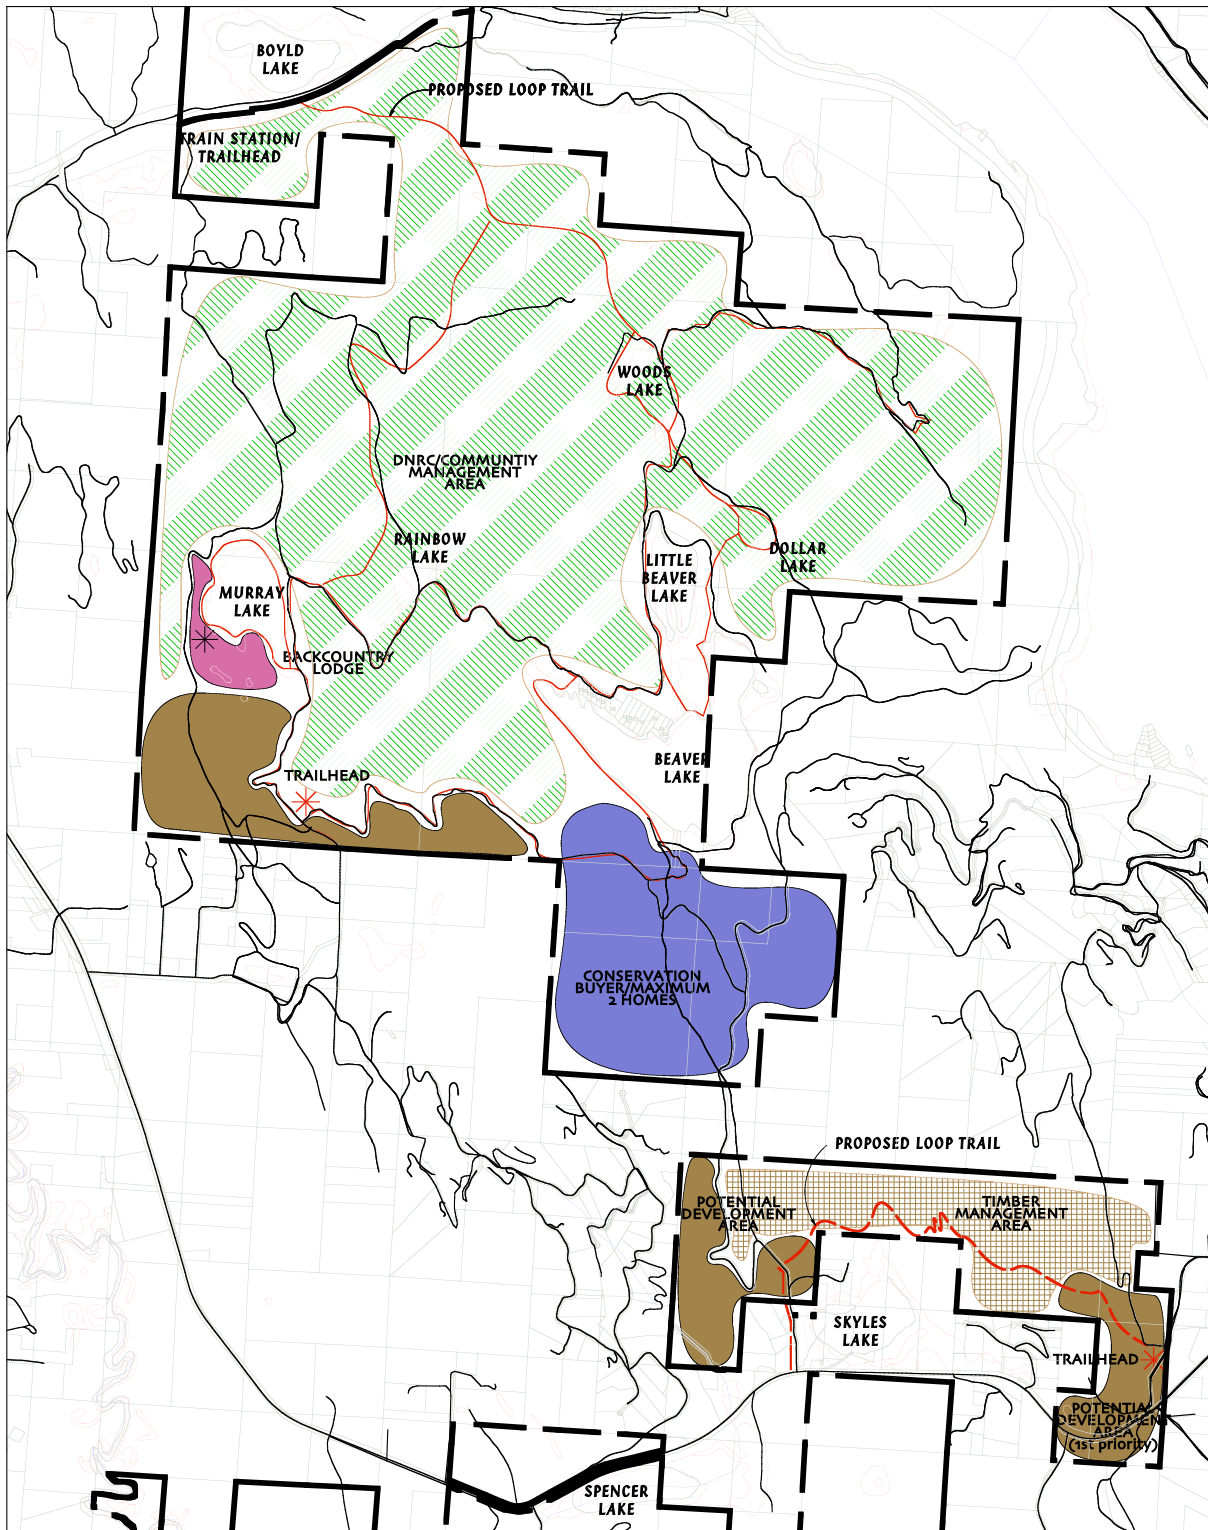 BOYLD
LAKE
PROPOSED LOOP TRAIL
TRAIN STATION/
TRAILHEAD
WOODS
LAKE
DNRC/COMMUNTIY
MANAGEMENT
AREA
RAINBOW
LAKE
DOLLAR
LAKE
LITTLE
BEAVER
LAKE
MURRAY
LAKE
BACKCOUNTRY
LODGE
BEAVER
LAKE
TRAILHEAD
CONSERVATION
BUYER/MAXIMUM
2 HOMES
PROPOSED LOOP TRAIL
POTENTIAL
DEVELOPMENT
AREA
TIMBER
MANAGEMENT
AREA
SKYLES
LAKE
TRAILHEAD
POTENTIAL
DEVELOPMENT
AREA
(1st priority)
SPENCER
LAKE